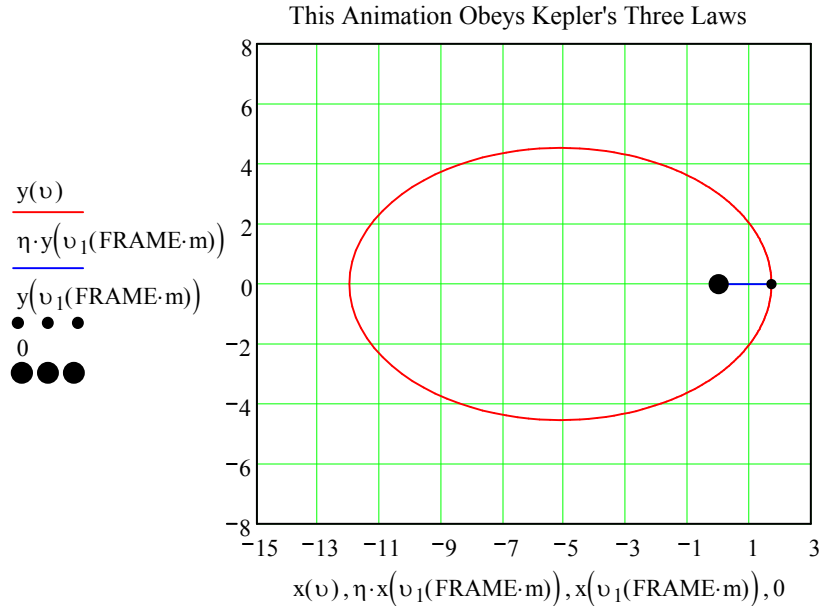 This Animation Obeys Kepler's Three Laws
y(υ)
η·y(υ₁(FRAME·m))
y(υ₁(FRAME·m))
0
8
6
4
2
0
−2
−4
−6
−8
−15 −13 −11 −9 −7 −5 −3 −1 1 3
x(υ) , η·x(υ₁(FRAME·m)) , x(υ₁(FRAME·m)) , 0